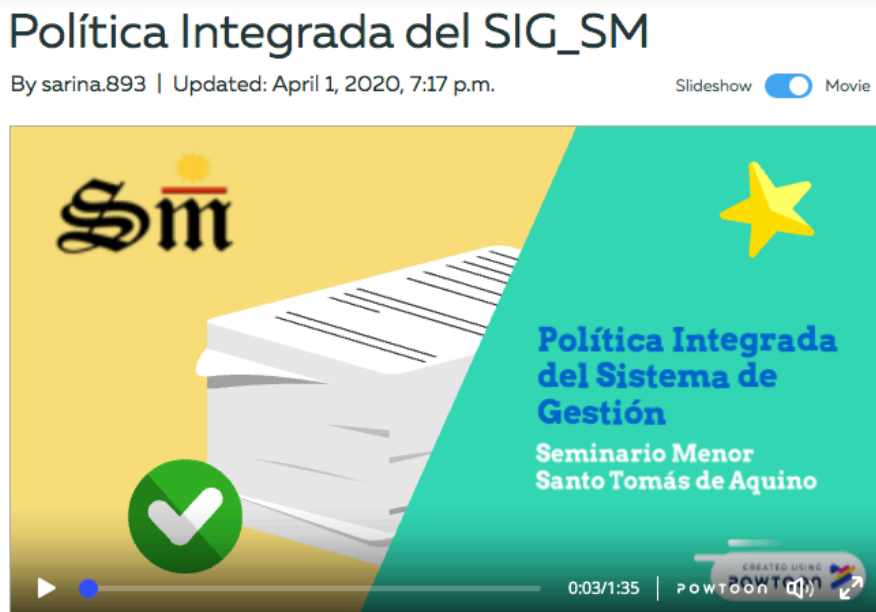 Política Integrada del SIG_SM
By sarina.893 | Updated: April 1, 2020, 7:17 p.m.
Slideshow Movie
Sm
Política Integrada
del Sistema de
Gestión
Seminario Menor
Santo Tomás de Aquino
CREATED USING
POWTOON
0:03/1:35 | POWTOON